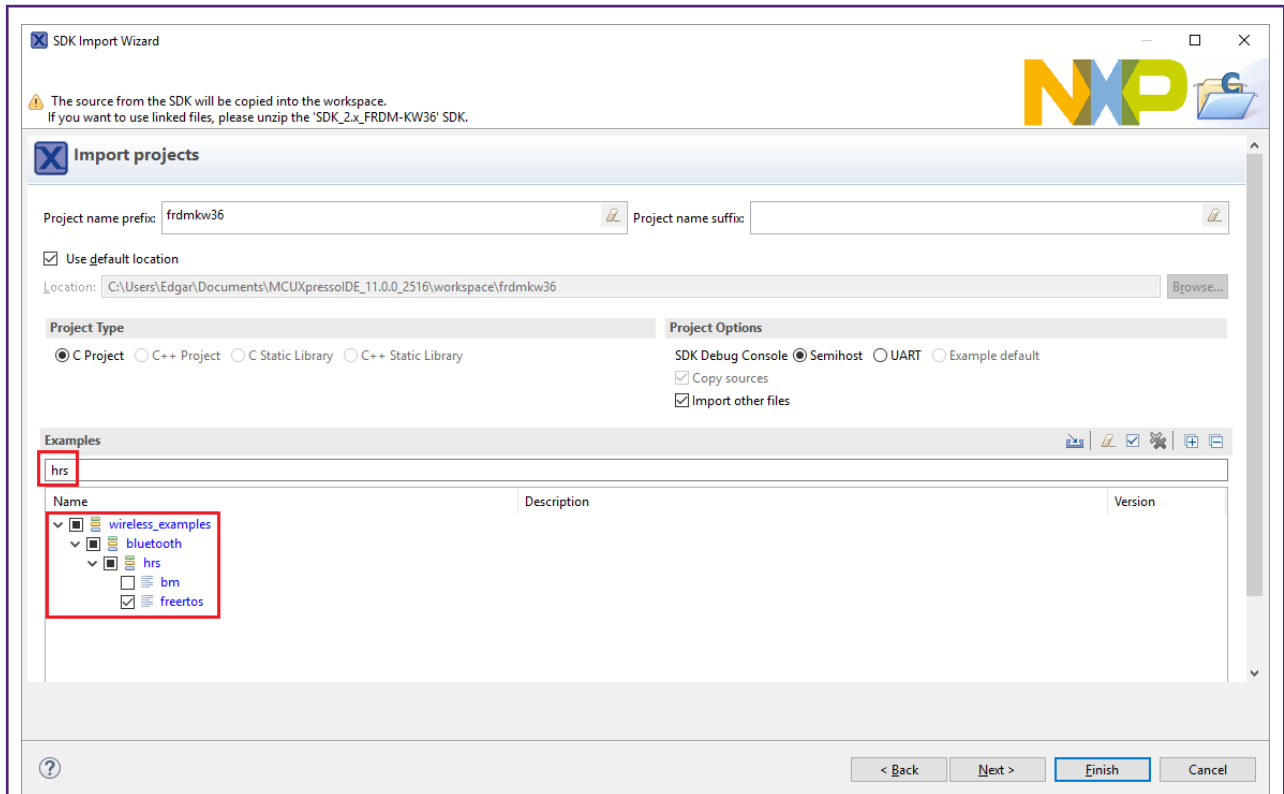 SDK Import Wizard
The source from the SDK will be copied into the workspace.
If you want to use linked files, please unzip the 'SDK_2.x_FRDM-KW36' SDK.
NXP
C
Import projects
Project name prefix: frdmkw36 Project name suffix:
Use default location
Location: C:\Users\Edgar\Documents\MCUXpressoIDE_11.0.0_2516\workspace\frdmkw36 Browse...
Project Type Project Options
C Project C++ Project C Static Library C++ Static Library SDK Debug Console Semihost UART Example default
Copy sources
Import other files
Examples
hrs
Name Description Version
wireless_examples
bluetooth
hrs
bm
freertos
< Back Next > Finish Cancel